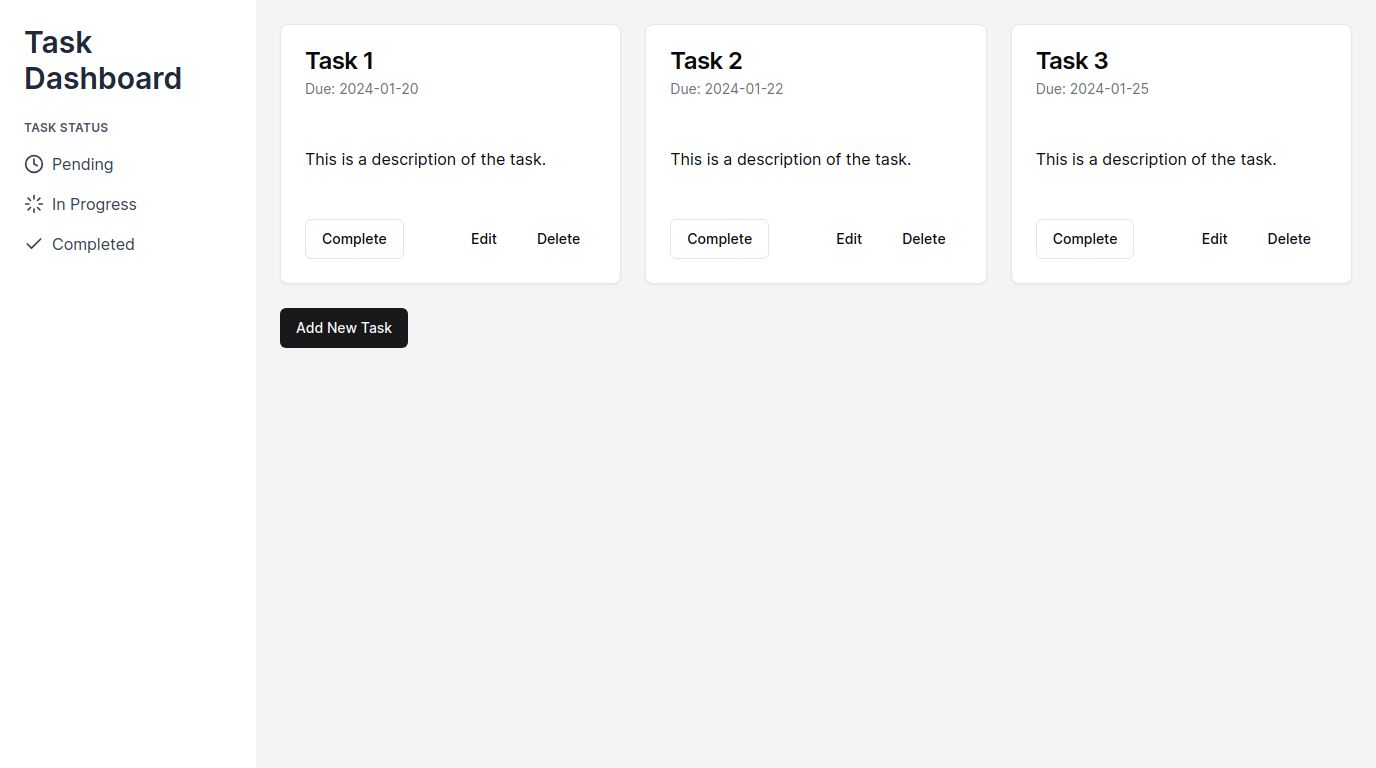 Task
Dashboard
TASK STATUS
Pending
In Progress
Completed
Task 1
Due: 2024-01-20
This is a description of the task.
Complete
Edit
Delete
Task 2
Due: 2024-01-22
This is a description of the task.
Complete
Edit
Delete
Task 3
Due: 2024-01-25
This is a description of the task.
Complete
Edit
Delete
Add New Task